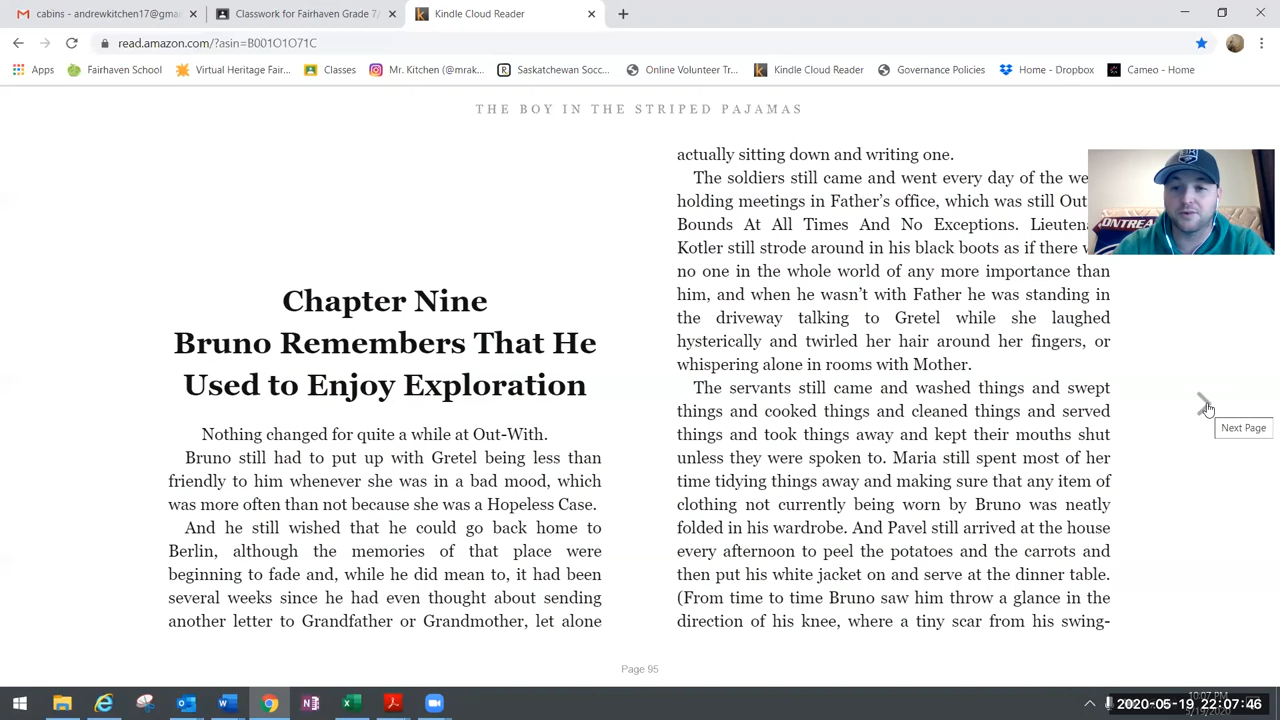 cabins - andrewkitchen17@gma
Classwork for Fairhaven Grade 7/
Kindle Cloud Reader
read.amazon.com/?asin=B001O1O71C
Apps
Fairhaven School
Virtual Heritage Fair...
Classes
Mr. Kitchen (@mrak...
Saskatchewan Socc...
Online Volunteer Tr...
Kindle Cloud Reader
Governance Policies
Home - Dropbox
Cameo - Home
THE BOY IN THE STRIPED PAJAMAS
Chapter Nine
Bruno Remembers That He
Used to Enjoy Exploration
Nothing changed for quite a while at Out-With.
Bruno still had to put up with Gretel being less than
friendly to him whenever she was in a bad mood, which
was more often than not because she was a Hopeless Case.
And he still wished that he could go back home to
Berlin, although the memories of that place were
beginning to fade and, while he did mean to, it had been
several weeks since he had even thought about sending
another letter to Grandfather or Grandmother, let alone
actually sitting down and writing one.
The soldiers still came and went every day of the we
holding meetings in Father's office, which was still Out
Bounds At All Times And No Exceptions. Lieutena
Kotler still strode around in his black boots as if there w
no one in the whole world of any more importance than
him, and when he wasn't with Father he was standing in
the driveway talking to Gretel while she laughed
hysterically and twirled her hair around her fingers, or
whispering alone in rooms with Mother.
The servants still came and washed things and swept
things and cooked things and cleaned things and served
things and took things away and kept their mouths shut
unless they were spoken to. Maria still spent most of her
time tidying things away and making sure that any item of
clothing not currently being worn by Bruno was neatly
folded in his wardrobe. And Pavel still arrived at the house
every afternoon to peel the potatoes and the carrots and
then put his white jacket on and serve at the dinner table.
(From time to time Bruno saw him throw a glance in the
direction of his knee, where a tiny scar from his swing-
ONTREA
Next Page
Page 95
2020-05-19 22:07:46